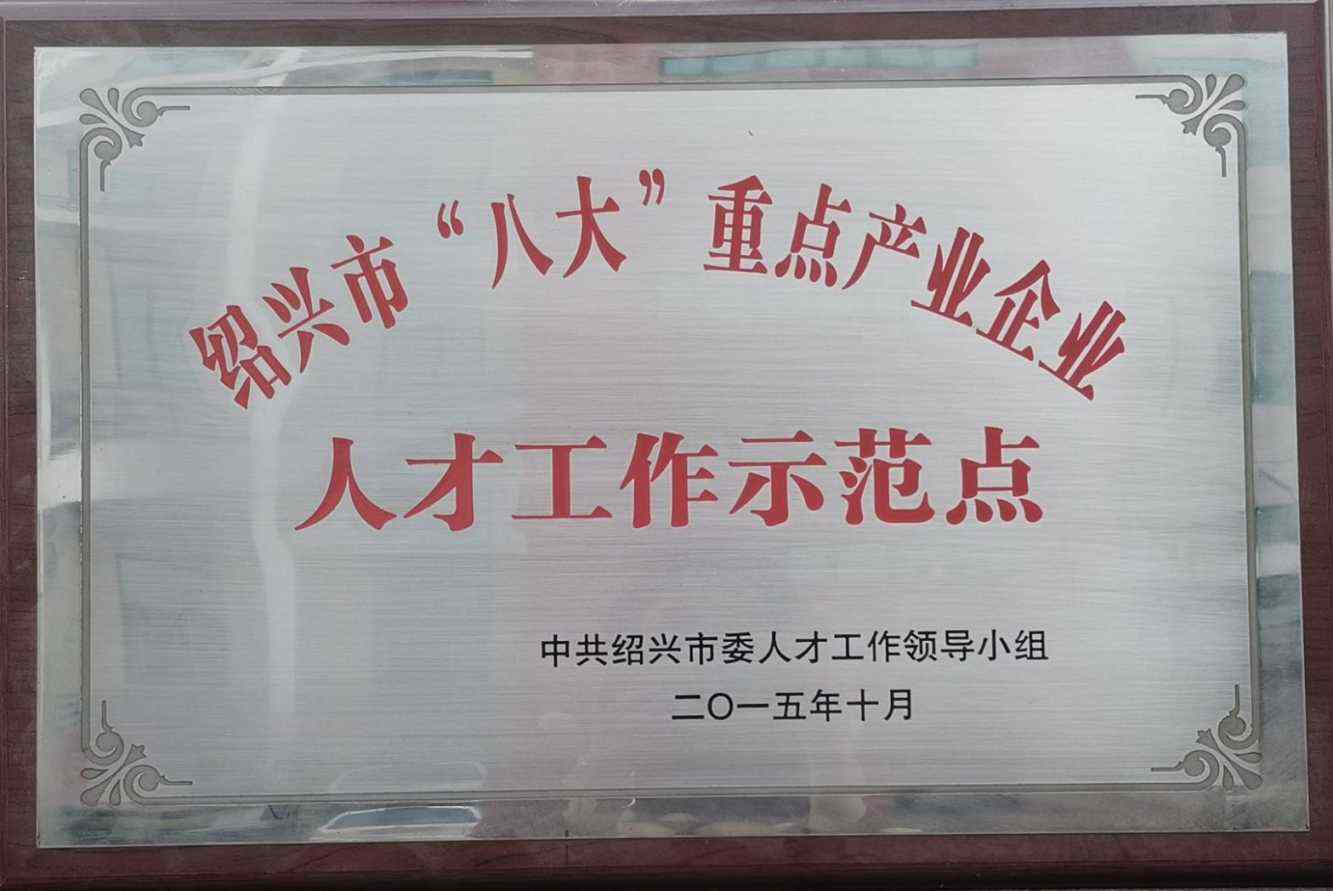 绍兴市“八大”重点产业企业
人才工作示范点
中共绍兴市委人才工作领导小组
二〇一五年十月